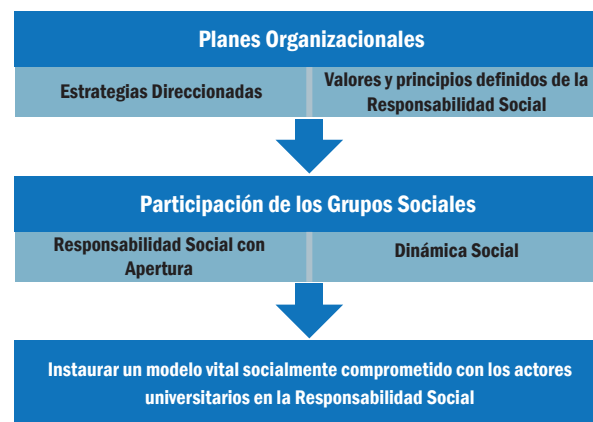 Planes Organizacionales
Estrategias Direccionadas
Valores y principios definidos de la
Responsabilidad Social
Participación de los Grupos Sociales
Responsabilidad Social con
Apertura
Dinámica Social
Instaurar un modelo vital socialmente comprometido con los actores
universitarios en la Responsabilidad Social